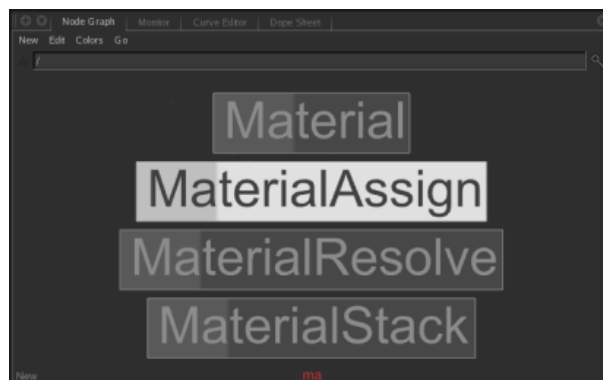 Node Graph Monitor Curve Editor Dope Sheet
New Edit Colors Go
/
Material
MaterialAssign
MaterialResolve
MaterialStack
New ma